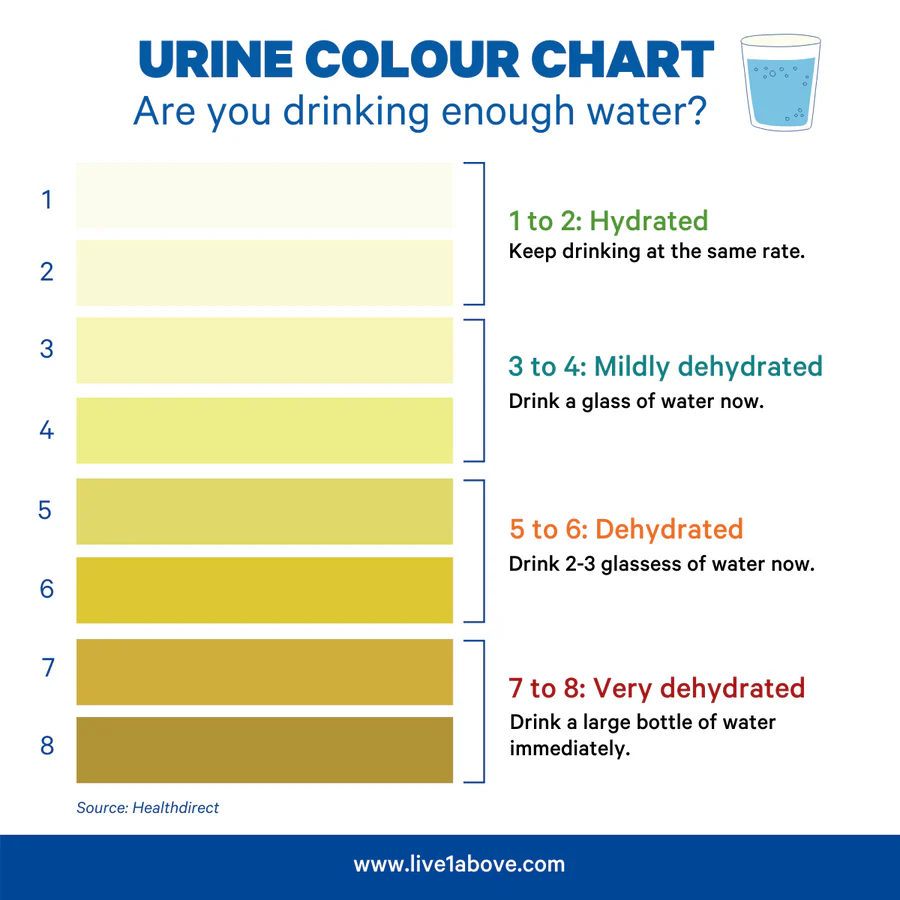 URINE COLOUR CHART
Are you drinking enough water?
1
2
1 to 2: Hydrated
Keep drinking at the same rate.
3
4
3 to 4: Mildly dehydrated
Drink a glass of water now.
5
6
5 to 6: Dehydrated
Drink 2-3 glassess of water now.
7
8
7 to 8: Very dehydrated
Drink a large bottle of water
immediately.
Source: Healthdirect
www.live1above.com